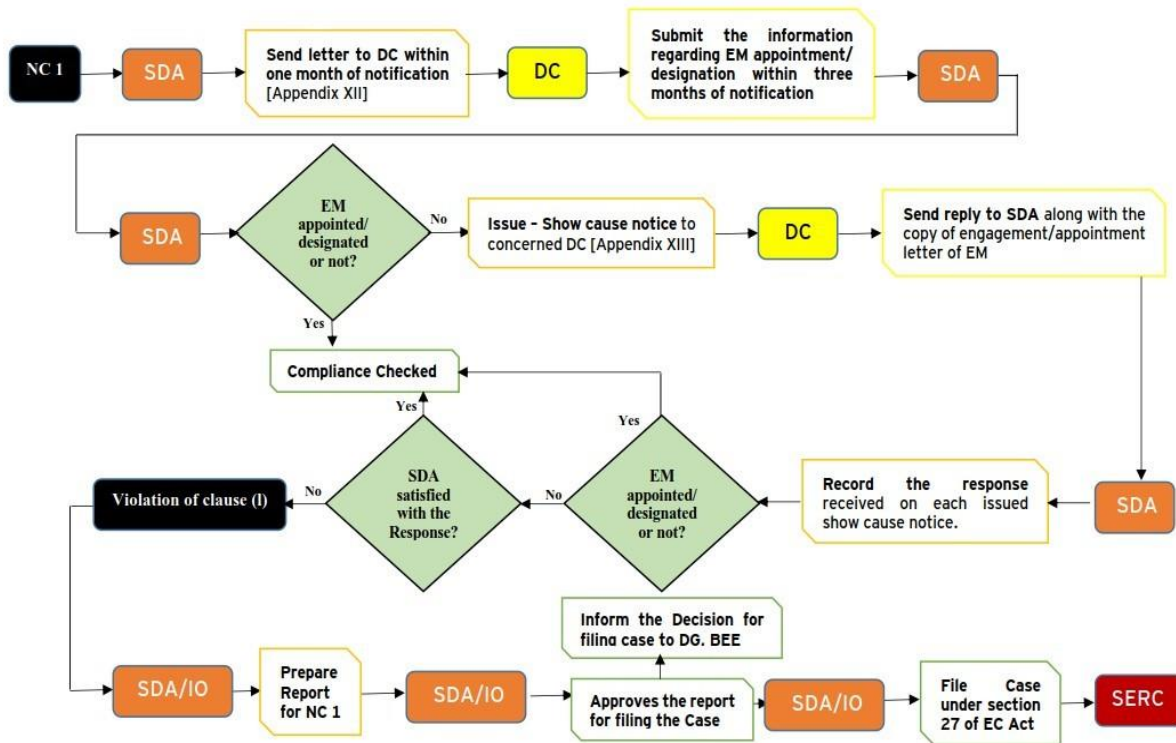 NC 1
SDA
Send letter to DC within
one month of notification
[Appendix XII]
DC
Submit the information
regarding EM appointment/
designation within three
months of notification
SDA
SDA
EM
appointed/
designated
or not?
No
Yes
Issue - Show cause notice to
concerned DC [Appendix XIII]
DC
Send reply to SDA along with the
copy of engagement/appointment
letter of EM
Compliance Checked
Yes
Yes
SDA
Record the response
received on each issued
show cause notice.
EM
appointed/
designated
or not?
No
SDA
satisfied
with the
Response?
No
Violation of clause (l)
Inform the Decision for
filing case to DG, BEE
SDA/IO
Prepare
Report
for NC 1
SDA/IO
Approves the report
for filing the Case
SDA/IO
File Case
under section
27 of EC Act
SERC